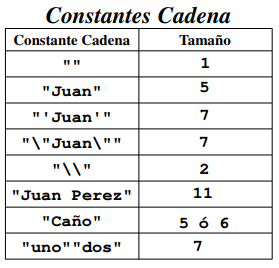 Constantes Cadena
Constante Cadena Tamaño
"" 1
"Juan" 5
"'Juan'" 7
"\"Juan\"" 7
"\\" 2
"Juan Perez" 11
"Caño" 5 ó 6
"uno""dos" 7